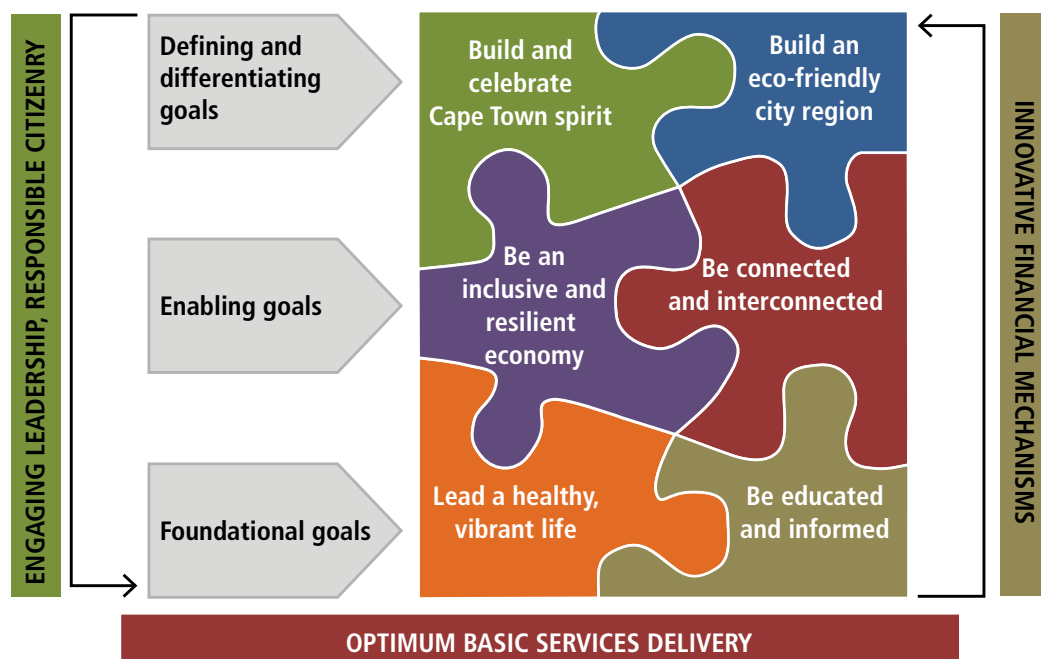 ENGAGING LEADERSHIP, RESPONSIBLE CITIZENRY
Defining and
differentiating
goals
Build and
celebrate
Cape Town spirit
Build an
eco-friendly
city region
Enabling goals
Be an
inclusive and
resilient
economy
Be connected
and interconnected
Foundational goals
Lead a healthy,
vibrant life
Be educated
and informed
INNOVATIVE FINANCIAL MECHANISMS
OPTIMUM BASIC SERVICES DELIVERY